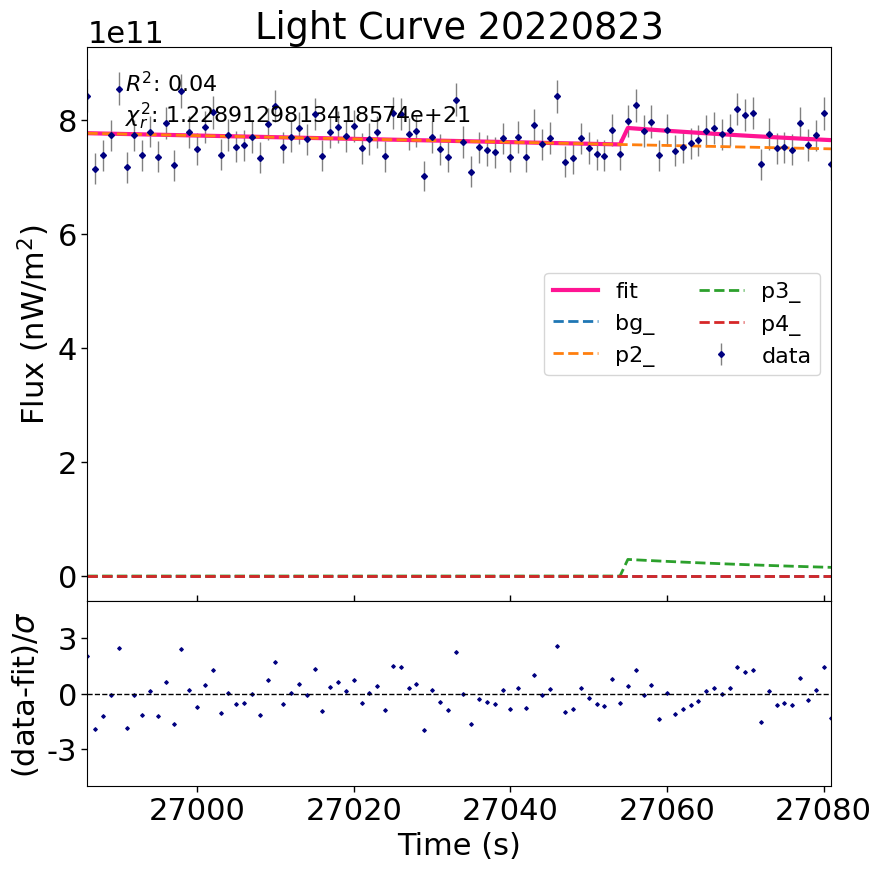 Light Curve 20220823
1e11
R²: 0.04
χ²ᵣ: 1.2289129813418574e+21
8
6
4
2
0
Flux (nW/m²)
fit
bg_
p2_
p3_
p4_
data
3
0
-3
(data-fit)/σ
27000 27020 27040 27060 27080
Time (s)